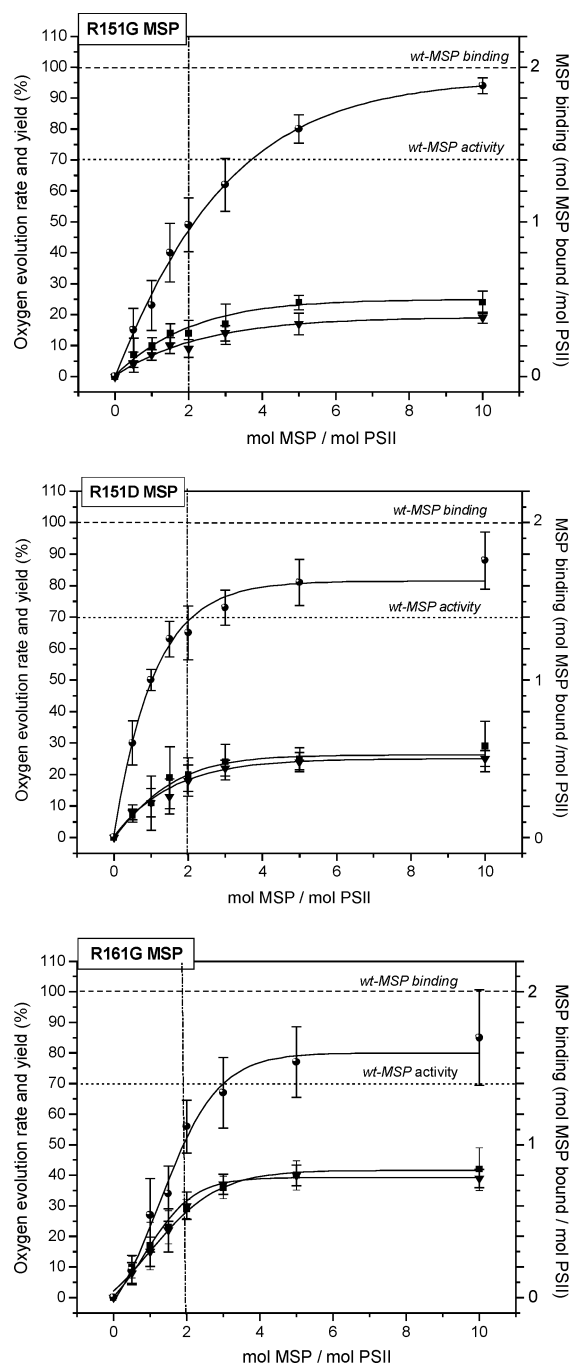 R151G MSP
110
100
90
80
70
60
50
40
30
20
10
0
Oxygen evolution rate and yield (%)
wt-MSP binding
wt-MSP activity
2
1
0
MSP binding (mol MSP bound /mol PSII)
0 2 4 6 8 10
mol MSP / mol PSII
R151D MSP
110
100
90
80
70
60
50
40
30
20
10
0
Oxygen evolution rate and yield (%)
wt-MSP binding
wt-MSP activity
2
1
0
MSP binding (mol MSP bound /mol PSII)
0 2 4 6 8 10
mol MSP / mol PSII
R161G MSP
110
100
90
80
70
60
50
40
30
20
10
0
Oxygen evolution rate and yield (%)
wt-MSP binding
wt-MSP activity
2
1
0
MSP binding (mol MSP bound / mol PSII)
0 2 4 6 8 10
mol MSP / mol PSII